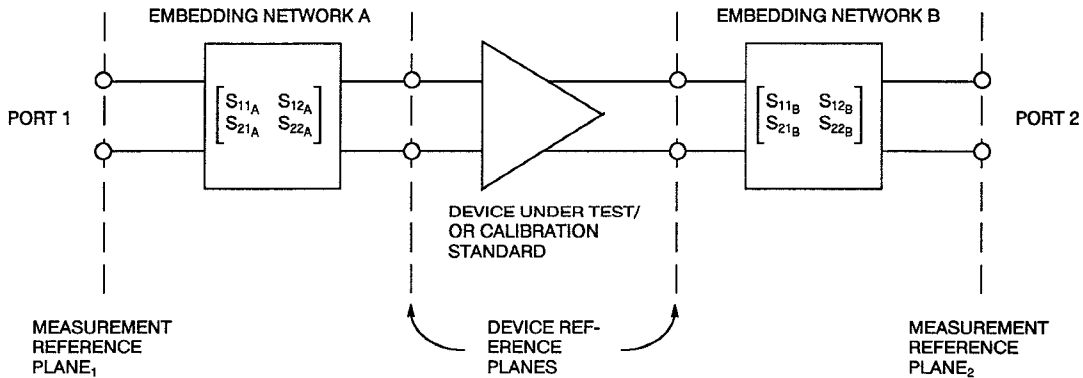 EMBEDDING NETWORK A
EMBEDDING NETWORK B
PORT 1
S11A S12A
S21A S22A
S11B S12B
S21B S22B
PORT 2
DEVICE UNDER TEST/
OR CALIBRATION
STANDARD
MEASUREMENT
REFERENCE
PLANE1
DEVICE REF-
ERENCE
PLANES
MEASUREMENT
REFERENCE
PLANE2